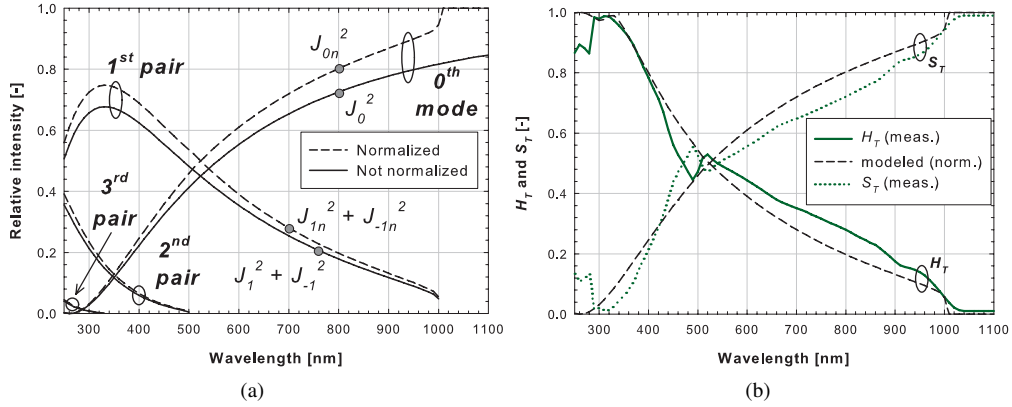 1.0
0.8
0.6
0.4
0.2
0.0
300 400 500 600 700 800 900 1000 1100
Relative intensity [-]
Wavelength [nm]
1st pair
J0n2
0th
mode
J02
Normalized
Not normalized
3rd
pair
2nd
pair
J1n2 + J-1n2
J12 + J-12
(a)
1.0
0.8
0.6
0.4
0.2
0.0
300 400 500 600 700 800 900 1000 1100
HT and ST [-]
Wavelength [nm]
ST
HT (meas.)
modeled (norm.)
ST (meas.)
HT
(b)